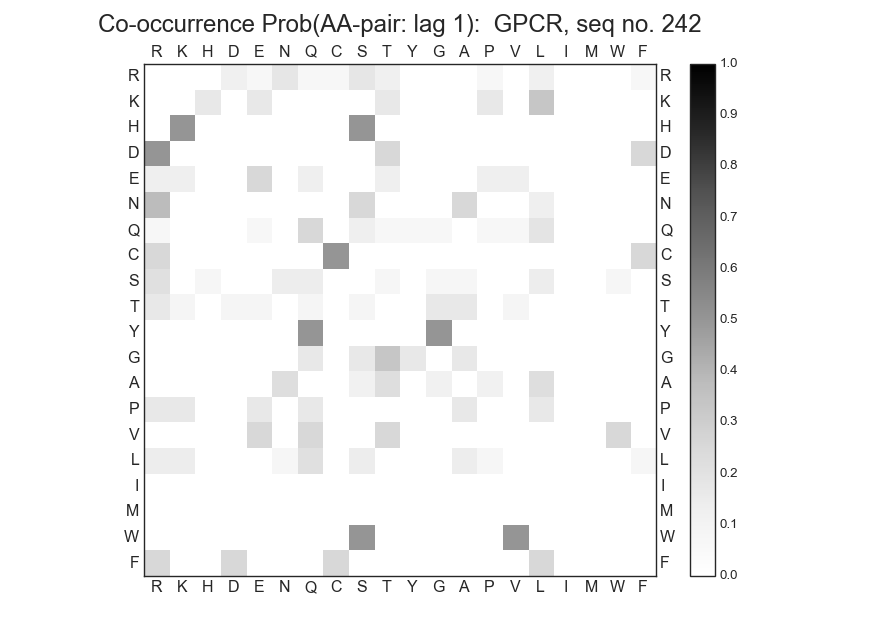 Co-occurrence Prob(AA-pair: lag 1):  GPCR, seq no. 242
R K H D E N Q C S T Y G A P V L I M W F
R R 1.0
K K 0.9
H H
D D 0.8
E E 0.7
N N
Q Q 0.6
C C
S S
T T 0.5
Y Y
G G 0.4
A A
P P 0.3
V V
L L 0.2
I I
M M 0.1
W W
F F 0.0
R K H D E N Q C S T Y G A P V L I M W F